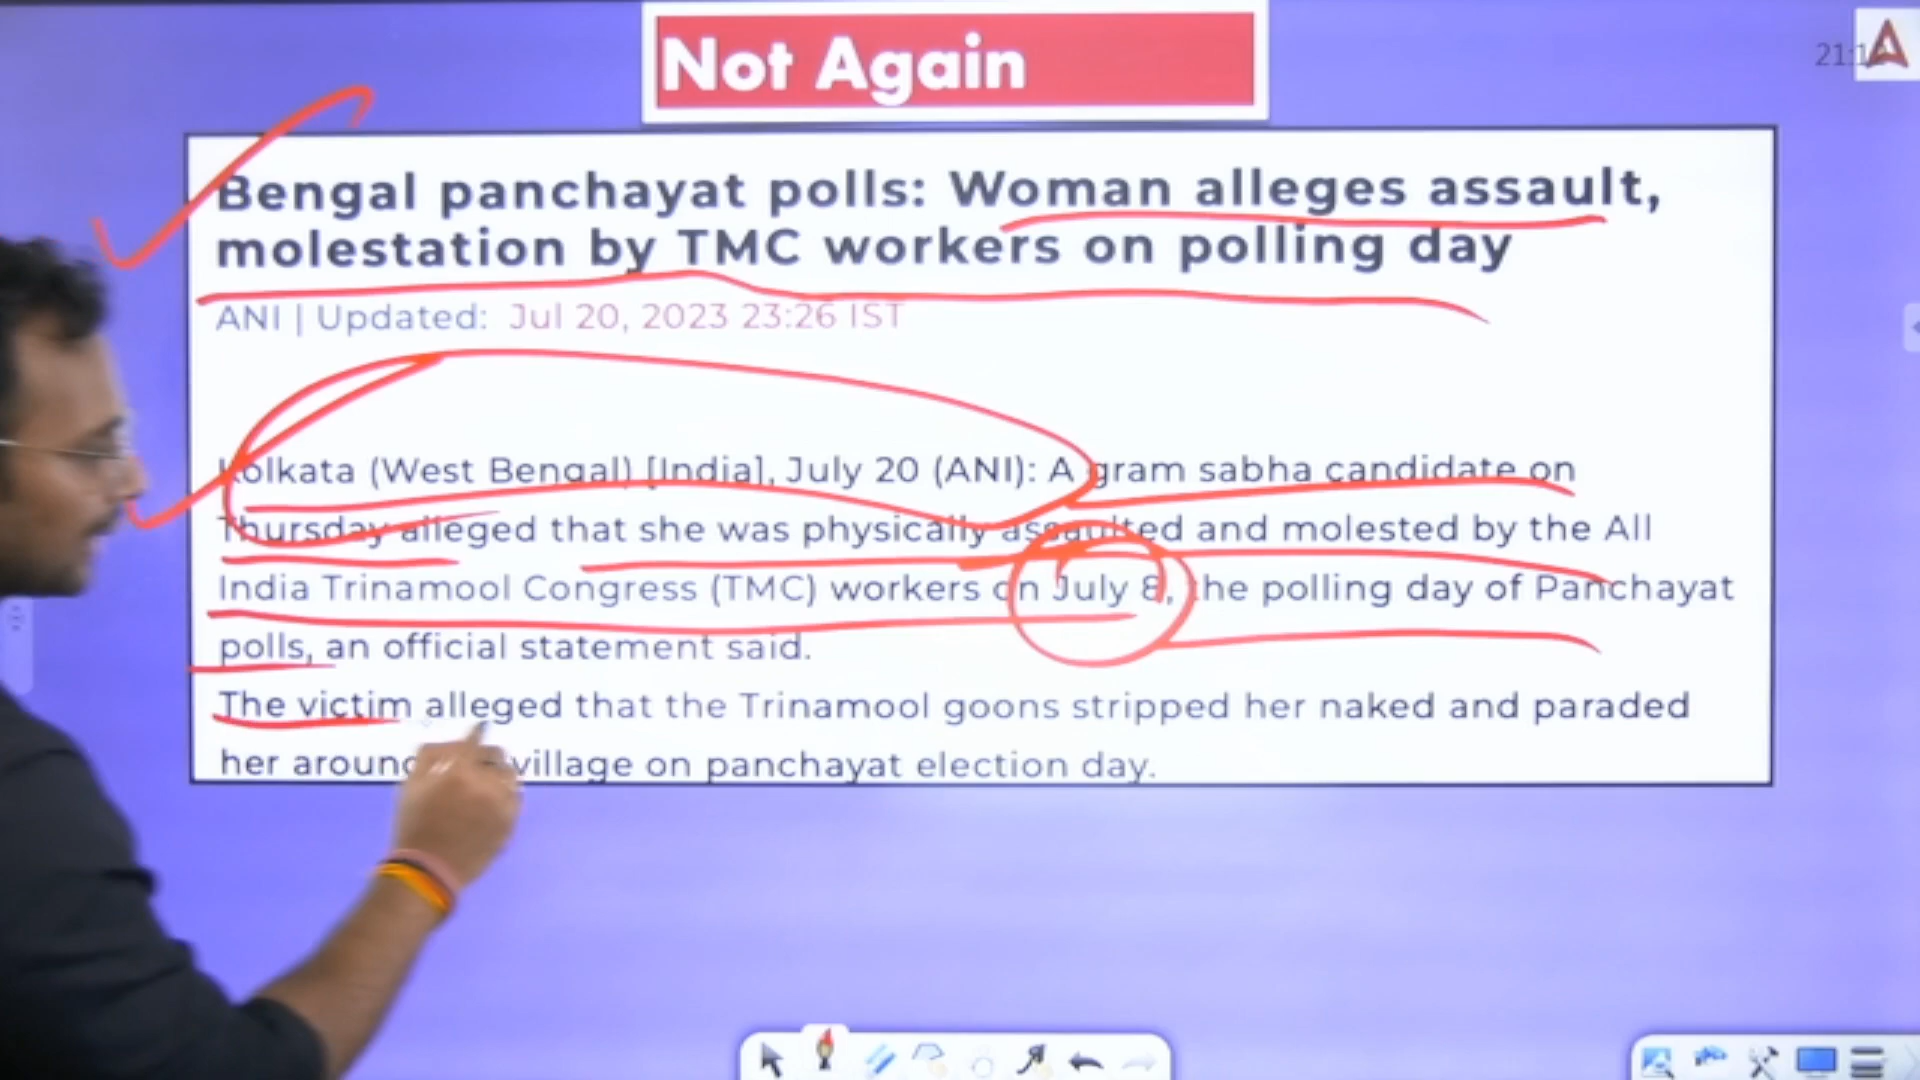 Not Again
21:1
Bengal panchayat polls: Woman alleges assault,
molestation by TMC workers on polling day
ANI | Updated: Jul 20, 2023 23:26 IST
Kolkata (West Bengal) [India], July 20 (ANI): A gram sabha candidate on
Thursday alleged that she was physically assaulted and molested by the All
India Trinamool Congress (TMC) workers on July 8, the polling day of Panchayat
polls, an official statement said.
The victim alleged that the Trinamool goons stripped her naked and paraded
her around village on panchayat election day.